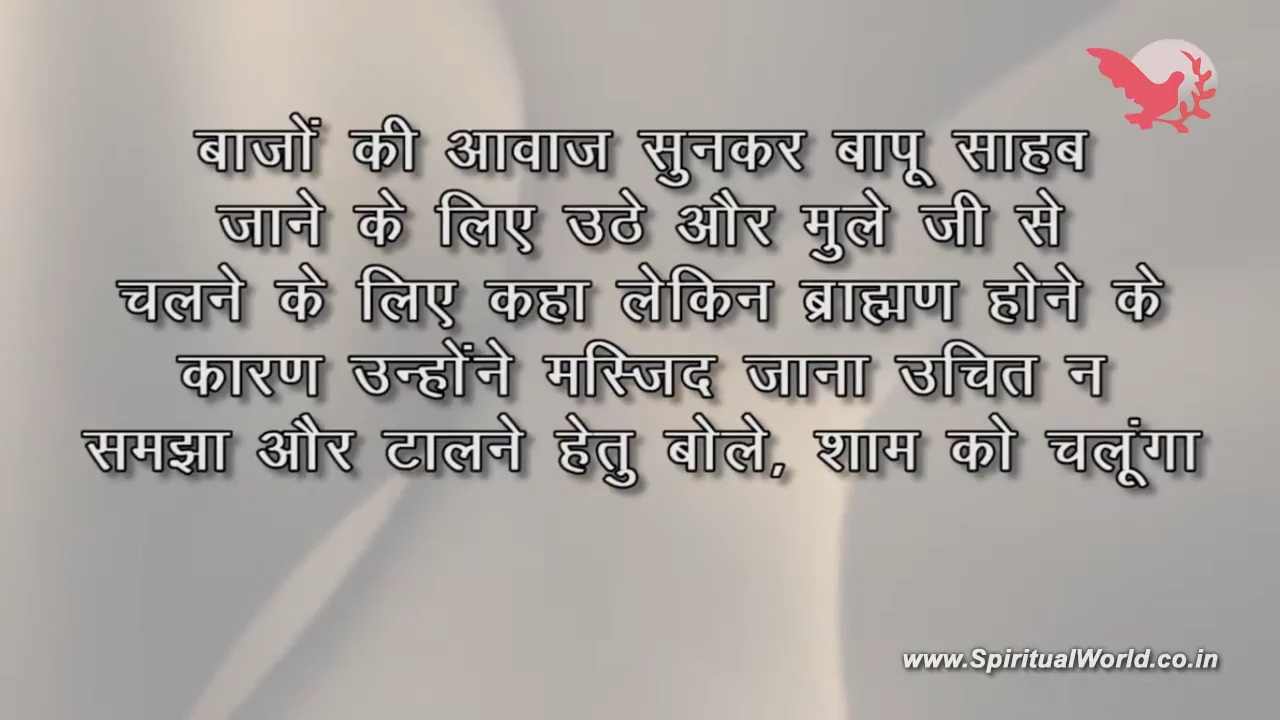 बाजों की आवाज सुनकर बापू साहब
जाने के लिए उठे और मुले जी से
चलने के लिए कहा लेकिन ब्राह्मण होने के
कारण उन्होंने मस्जिद जाना उचित न
समझा और टालने हेतु बोले, शाम को चलूंगा
www.SpiritualWorld.co.in